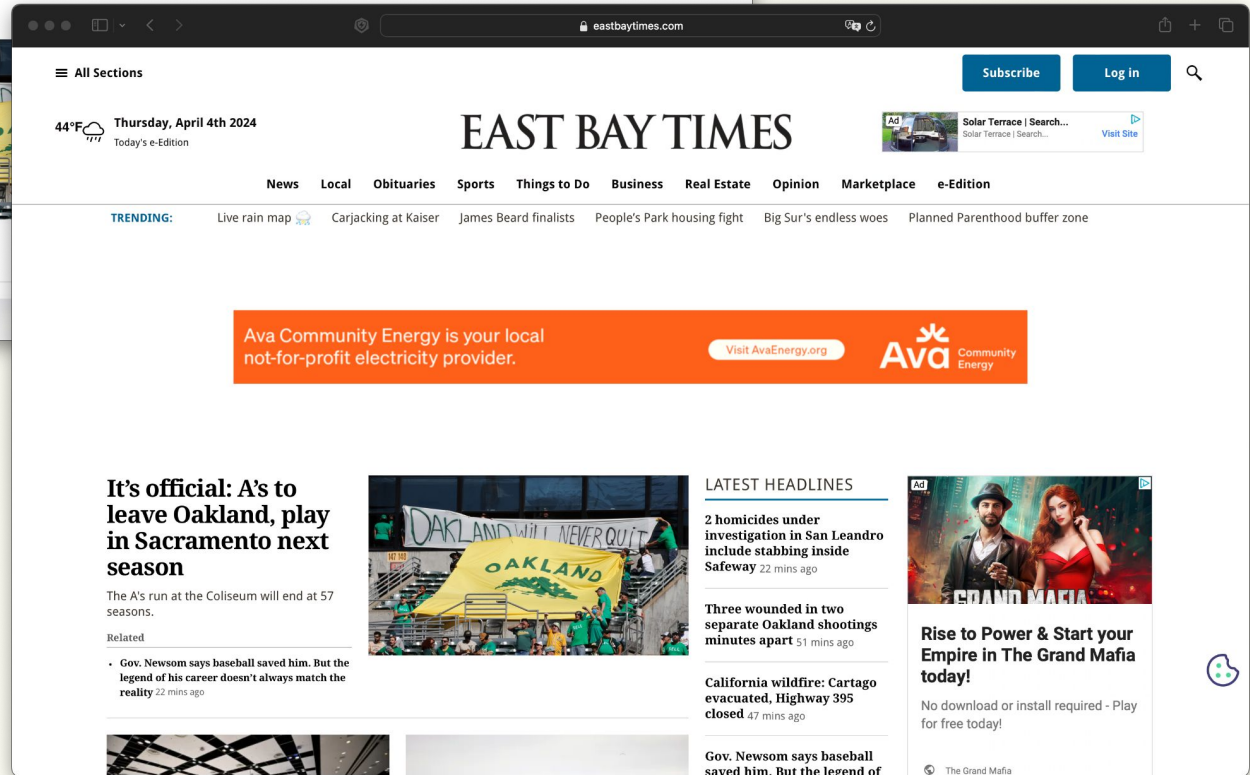 eastbaytimes.com
All Sections
Subscribe
Log in
44°F
Thursday, April 4th 2024
Today's e-Edition
EAST BAY TIMES
Ad
Solar Terrace | Search...
Solar Terrace | Search...
Visit Site
News Local Obituaries Sports Things to Do Business Real Estate Opinion Marketplace e-Edition
TRENDING: Live rain map Carjacking at Kaiser James Beard finalists People's Park housing fight Big Sur's endless woes Planned Parenthood buffer zone
Ava Community Energy is your local
not-for-profit electricity provider.
Visit AvaEnergy.org
Ava Community
Energy
It's official: A's to
leave Oakland, play
in Sacramento next
season
The A's run at the Coliseum will end at 57
seasons.
Related
• Gov. Newsom says baseball saved him. But the
legend of his career doesn't always match the
reality 22 mins ago
OAKLAND WILL NEVER QUIT
OAKLAND
147 148
LATEST HEADLINES
2 homicides under
investigation in San Leandro
include stabbing inside
Safeway 22 mins ago
Three wounded in two
separate Oakland shootings
minutes apart 51 mins ago
California wildfire: Cartago
evacuated, Highway 395
closed 47 mins ago
Gov. Newsom says baseball
saved him. But the legend of
Ad
GRAND MAFIA
Rise to Power & Start your
Empire in The Grand Mafia
today!
No download or install required - Play
for free today!
The Grand Mafia